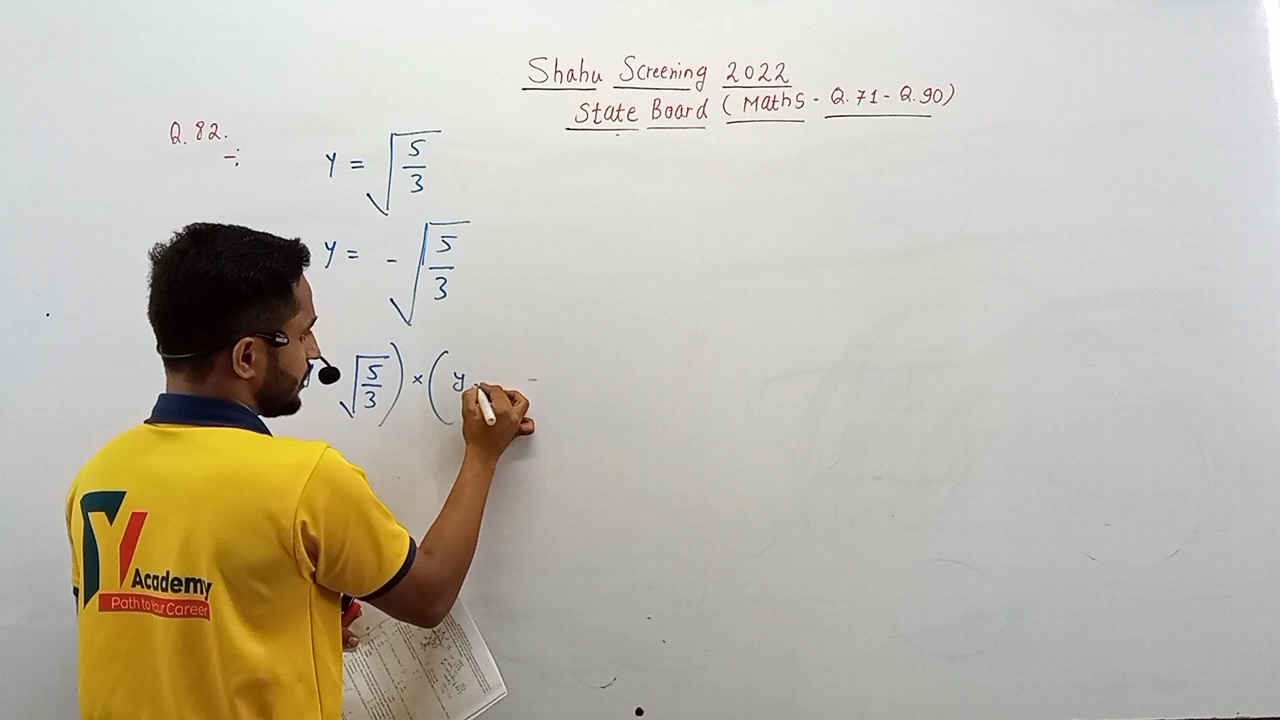 Shahu Screening 2022
State Board (Maths - Q.71 - Q.90)
Q. 82.
y = √(5/3)
y = - √(5/3)
√(5/3)) × (y
Academy
Path to Your Career